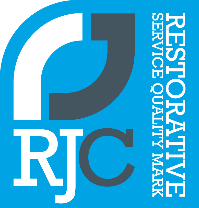 RJC
RESTORATIVE
SERVICE QUALITY MARK